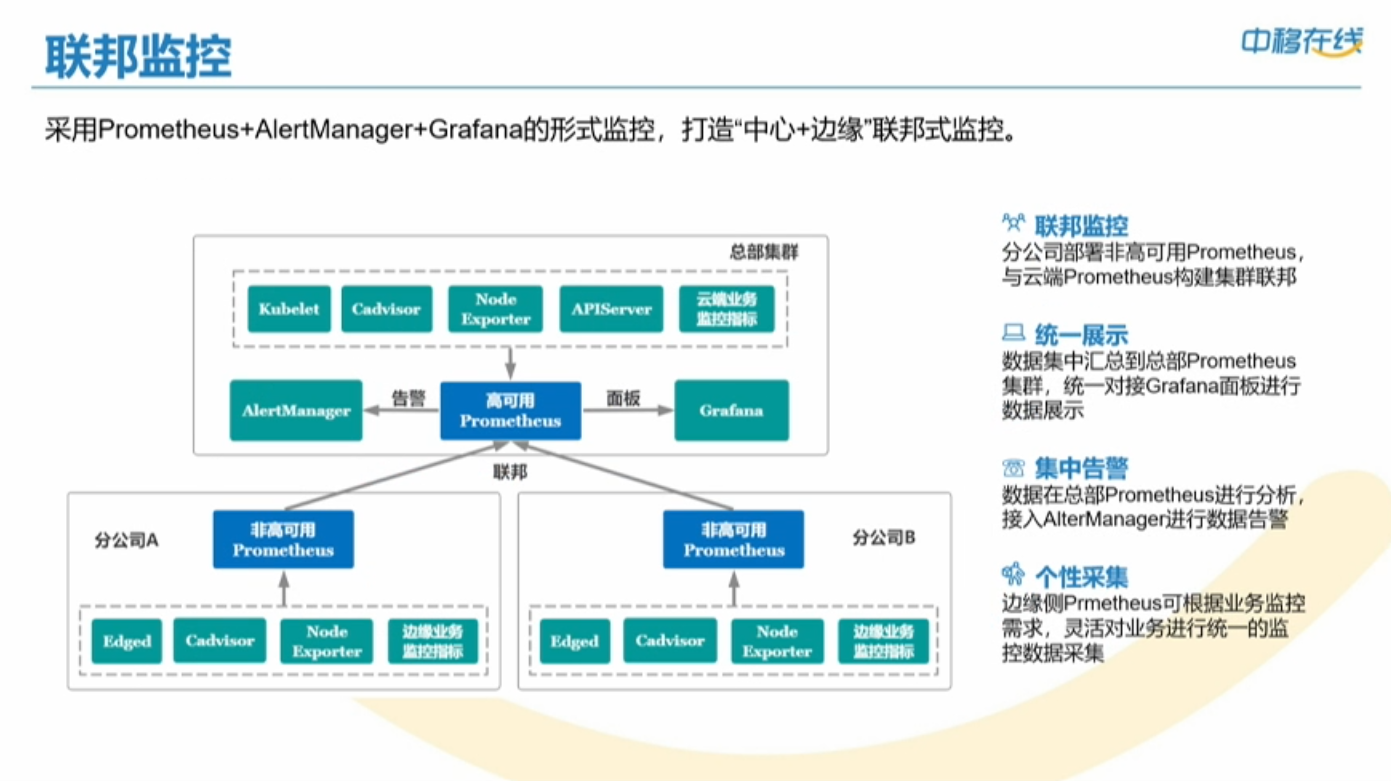 联邦监控
中移在线
采用Prometheus+AlertManager+Grafana的形式监控，打造“中心+边缘”联邦式监控。
总部集群
Kubelet
Cadvisor
Node
Exporter
APIServer
云端业务
监控指标
AlertManager
告警
高可用
Prometheus
面板
Grafana
联邦
分公司A
非高可用
Prometheus
Edged
Cadvisor
Node
Exporter
边缘业务
监控指标
非高可用
Prometheus
分公司B
Edged
Cadvisor
Node
Exporter
边缘业务
监控指标
联邦监控
分公司部署非高可用Prometheus，
与云端Prometheus构建集群联邦
统一展示
数据集中汇总到总部Prometheus
集群，统一对接Grafana面板进行
数据展示
集中告警
数据在总部Prometheus进行分析，
接入AlterManager进行数据告警
个性采集
边缘侧Prmetheus可根据业务监控
需求，灵活对业务进行统一的监
控数据采集